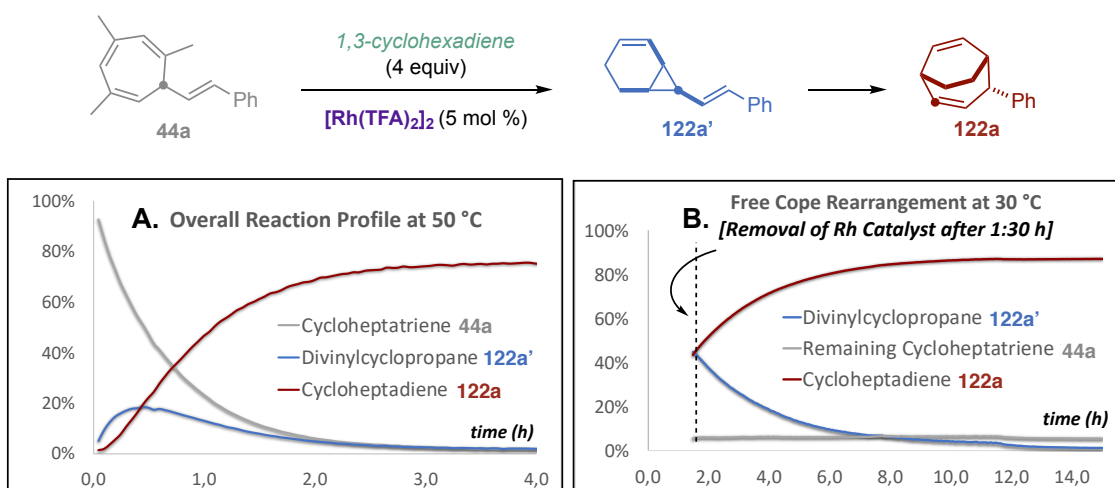 1,3-cyclohexadiene
(4 equiv)
[Rh(TFA)₂]₂ (5 mol %)
Ph
44a
Ph
122a'
Ph
122a
A. Overall Reaction Profile at 50 °C
100%
80%
60%
40%
20%
0%
Cycloheptatriene 44a
Divinylcyclopropane 122a'
Cycloheptadiene 122a
time (h)
0,0 1,0 2,0 3,0 4,0
B. Free Cope Rearrangement at 30 °C
[Removal of Rh Catalyst after 1:30 h]
100%
80%
60%
40%
20%
0%
Divinylcyclopropane 122a'
Remaining Cycloheptatriene 44a
Cycloheptadiene 122a
time (h)
0,0 2,0 4,0 6,0 8,0 10,0 12,0 14,0